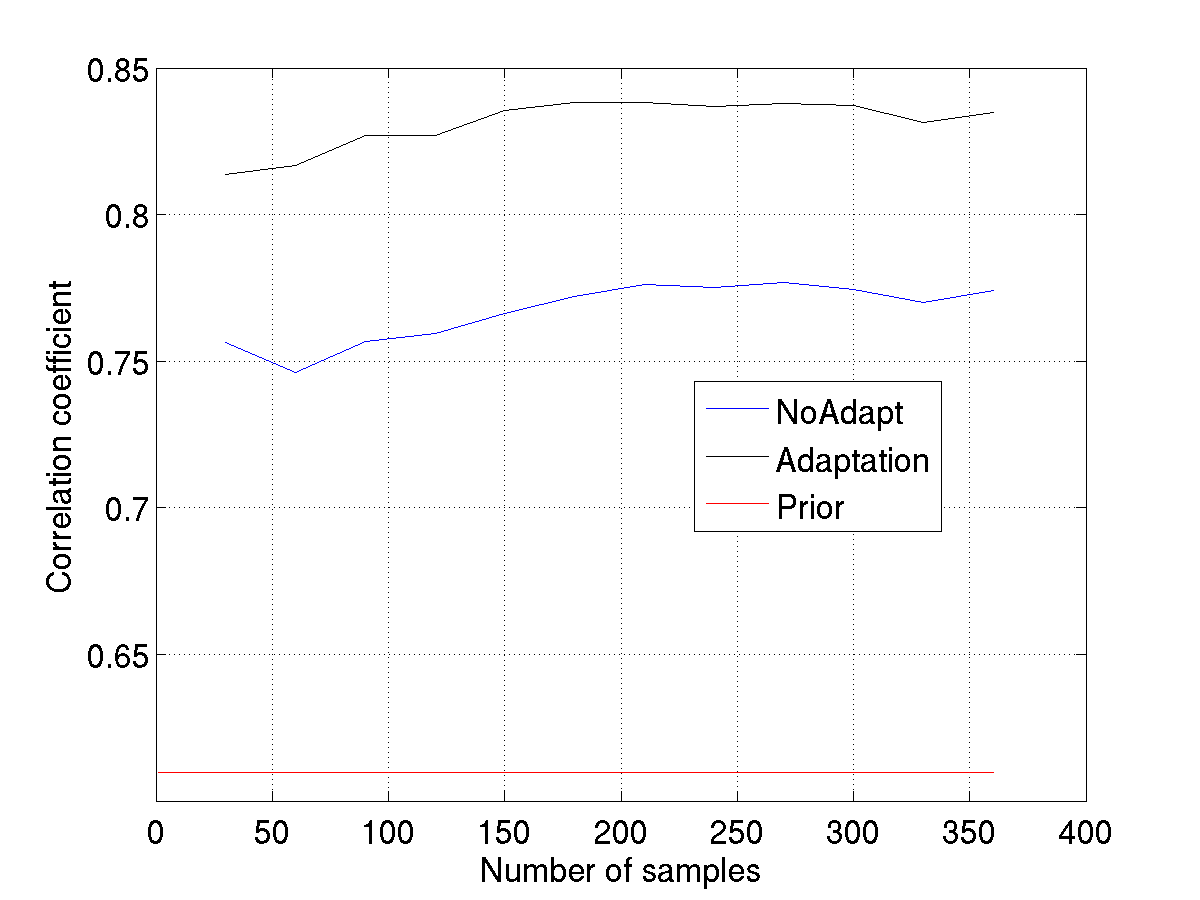 0.85
0.8
0.75
0.7
0.65
Correlation coefficient
NoAdapt
Adaptation
Prior
0 50 100 150 200 250 300 350 400
Number of samples